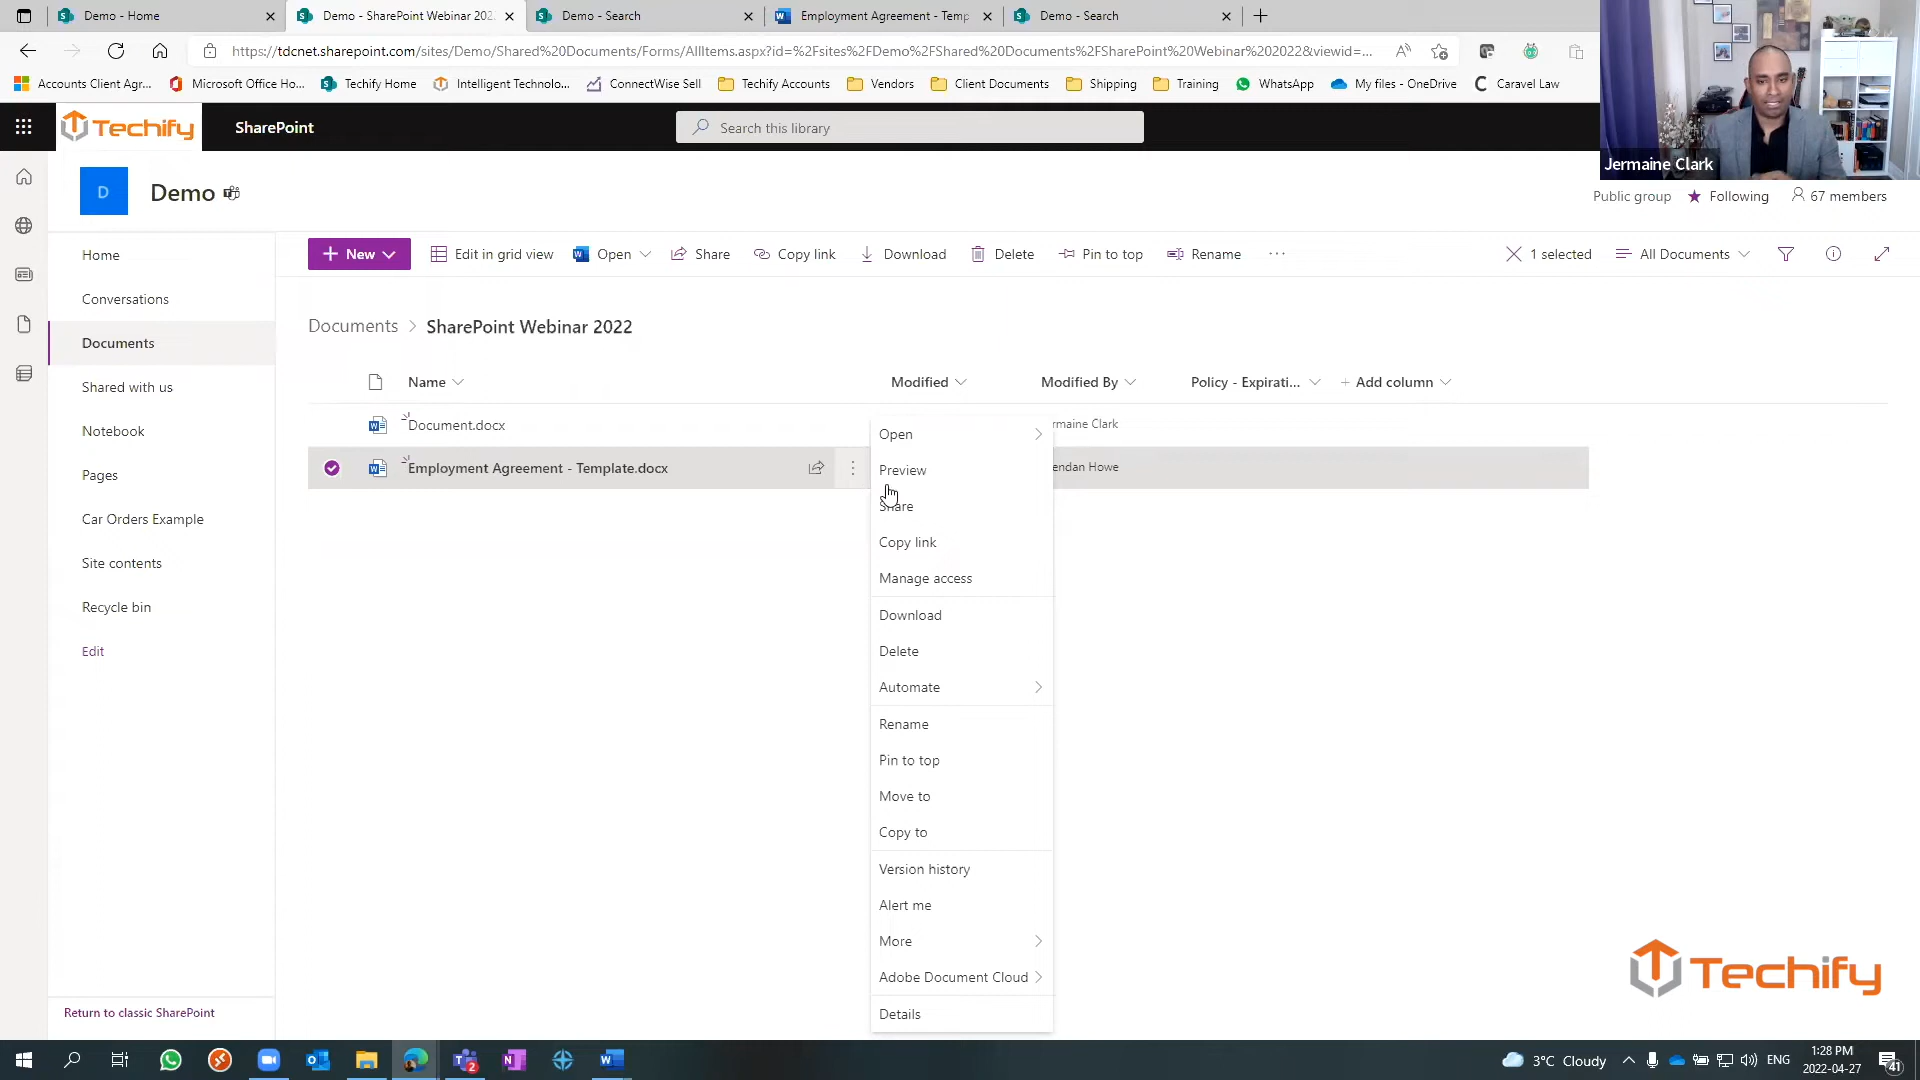 Demo - Home
Demo - SharePoint Webinar 202
Demo - Search
Employment Agreement - Temp
Demo - Search
https://tdcnet.sharepoint.com/sites/Demo/Shared%20Documents/Forms/AllItems.aspx?id=%2Fsites%2FDemo%2FShared%20Documents%2FSharePoint%20Webinar%202022&viewid=...
Accounts Client Agr...
Microsoft Office Ho...
Techify Home
Intelligent Technolo...
ConnectWise Sell
Techify Accounts
Vendors
Client Documents
Shipping
Training
WhatsApp
My files - OneDrive
Caravel Law
Techify
SharePoint
Search this library
Jermaine Clark
D
Demo
Public group
Following
67 members
Home
Conversations
Documents
Shared with us
Notebook
Pages
Car Orders Example
Site contents
Recycle bin
Edit
Return to classic SharePoint
New
Edit in grid view
Open
Share
Copy link
Download
Delete
Pin to top
Rename
...
1 selected
All Documents
Documents > SharePoint Webinar 2022
Name
Modified
Modified By
Policy - Expirati...
+ Add column
Document.docx
rmaine Clark
Employment Agreement - Template.docx
endan Howe
Open
Preview
Share
Copy link
Manage access
Download
Delete
Automate
Rename
Pin to top
Move to
Copy to
Version history
Alert me
More
Adobe Document Cloud
Details
Techify
3°C Cloudy
ENG
1:28 PM
2022-04-27
41
2